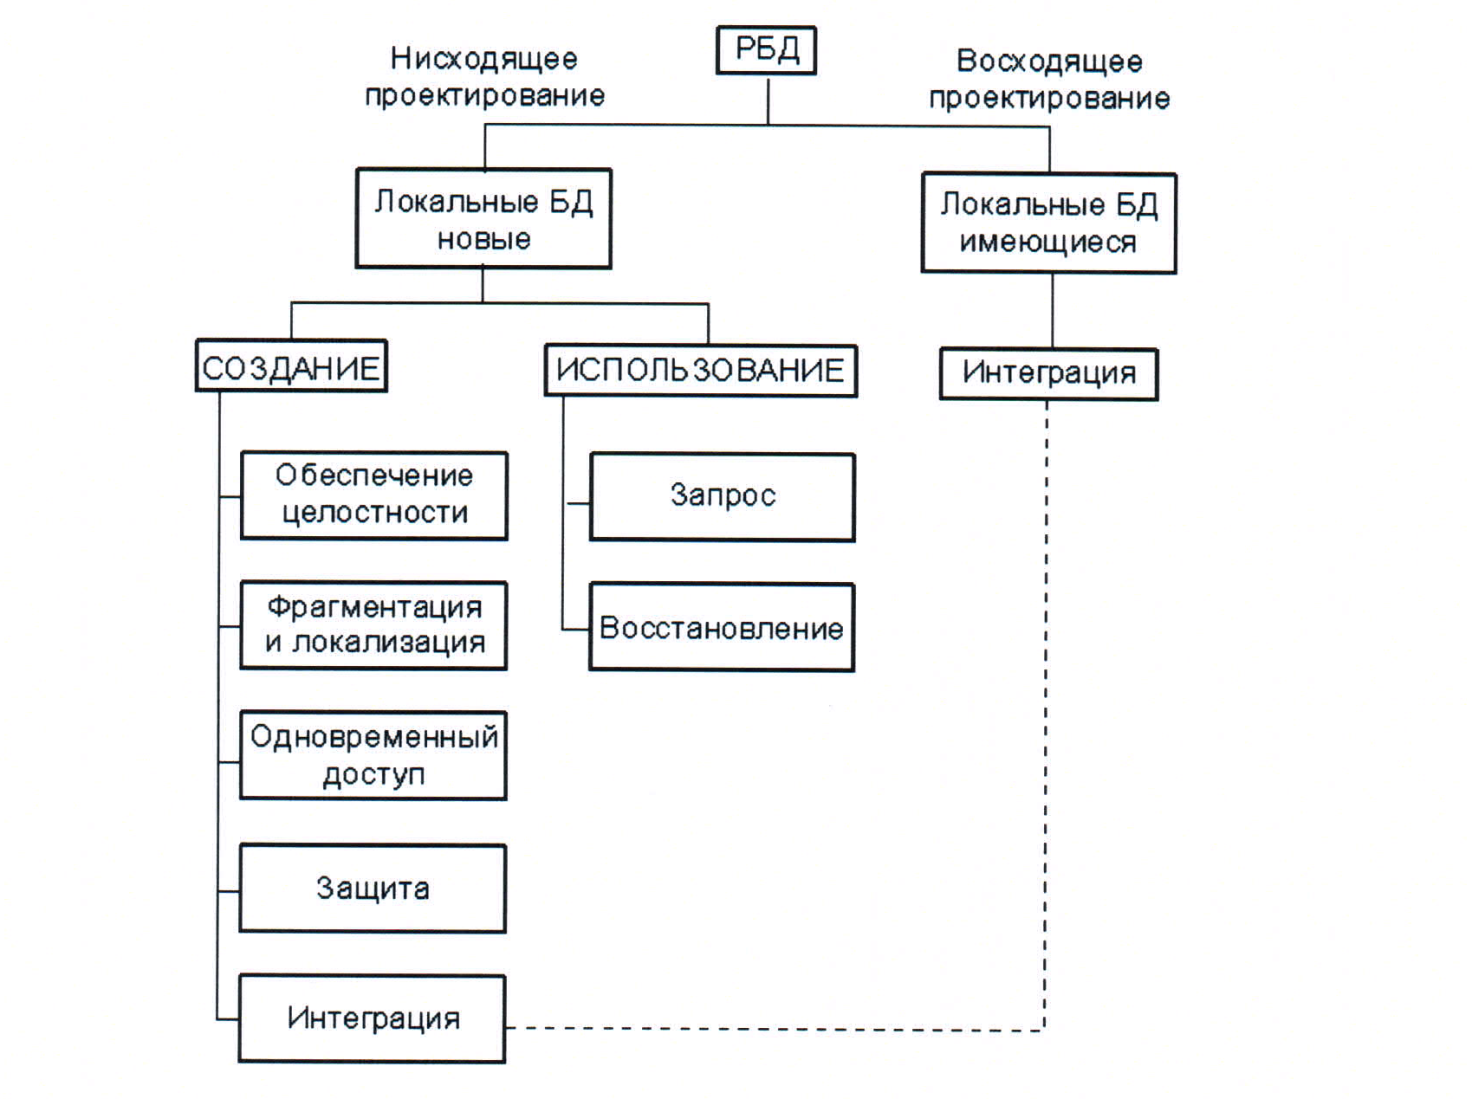 РБД
Нисходящее
проектирование
Восходящее
проектирование
Локальные БД
новые
Локальные БД
имеющиеся
СОЗДАНИЕ
ИСПОЛЬЗОВАНИЕ
Интеграция
Обеспечение
целостности
Запрос
Фрагментация
и локализация
Восстановление
Одновременный
доступ
Защита
Интеграция